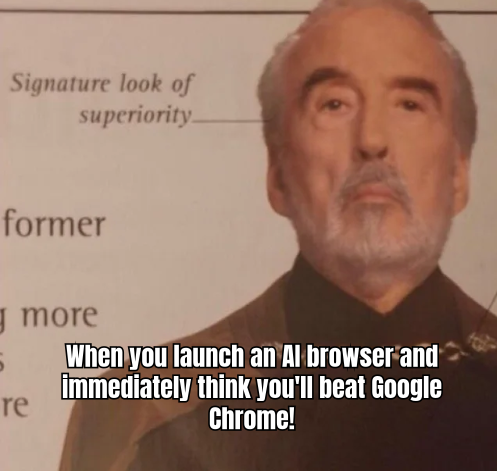 Signature look of
superiority
former
more
re
When you launch an AI browser and
immediately think you'll beat Google
Chrome!